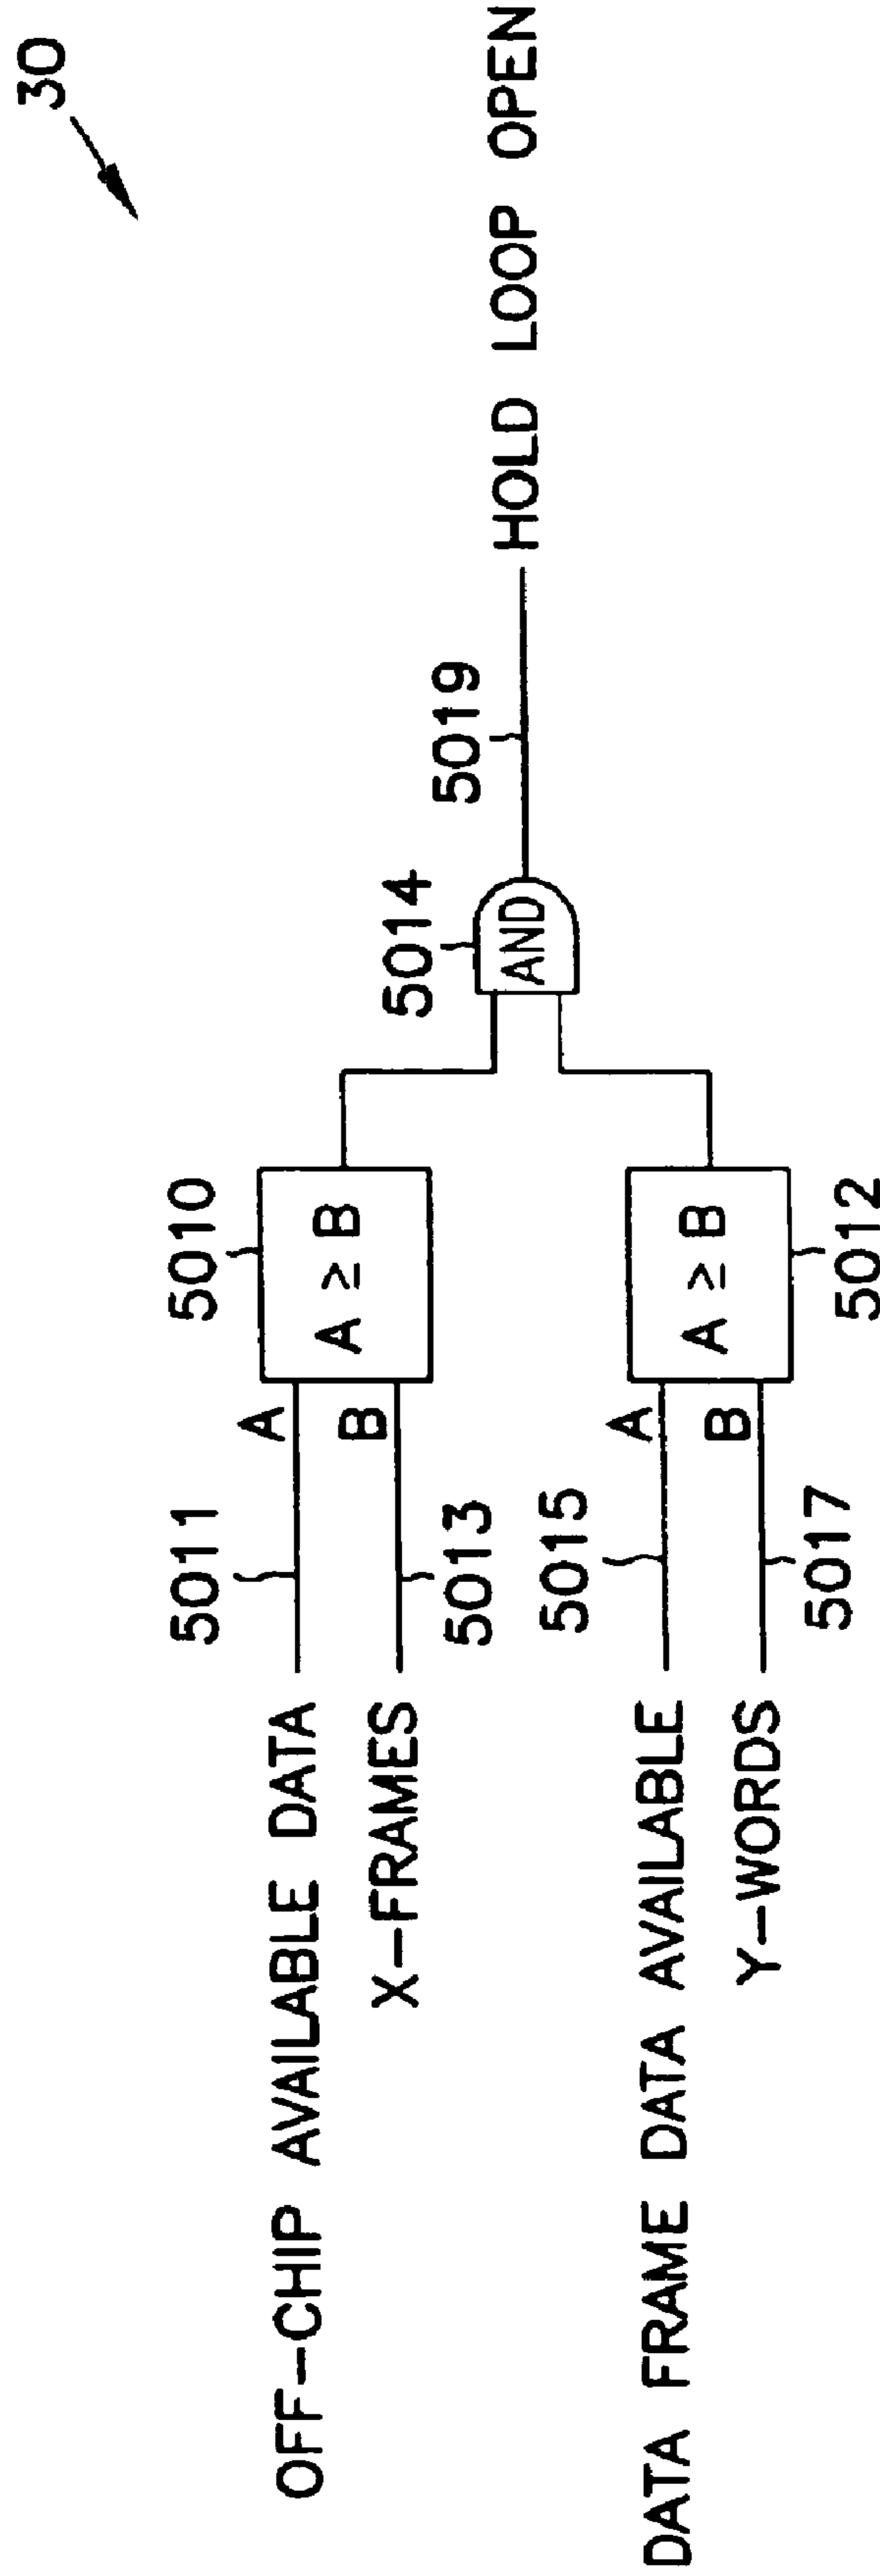 30
OFF-CHIP AVAILABLE DATA
5011
A
5010
A ≥ B
X-FRAMES
5013
B
5014
AND
5019
HOLD LOOP OPEN
DATA FRAME DATA AVAILABLE
5015
A
A ≥ B
5012
Y-WORDS
5017
B